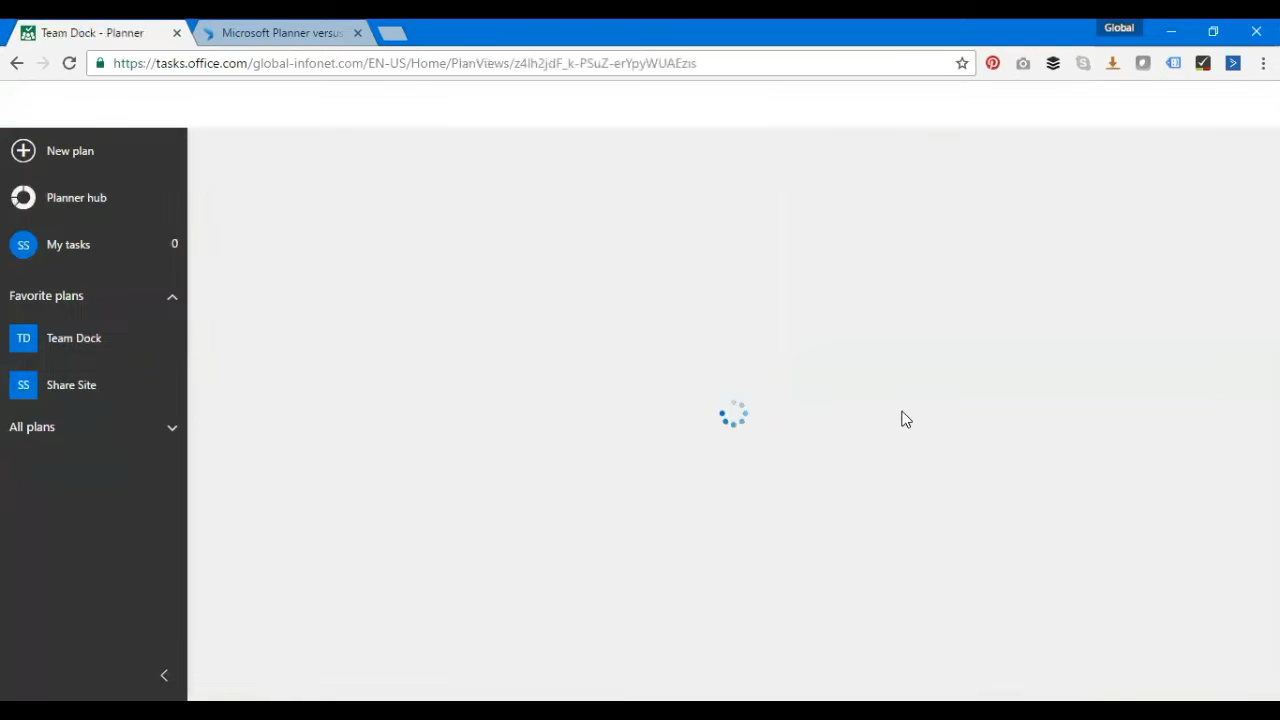 Team Dock - Planner
Microsoft Planner versus
Global
https://tasks.office.com/global-infonet.com/EN-US/Home/PlanViews/z4lh2jdF_k-PSuZ-erYpyWUAEzis
New plan
Planner hub
SS My tasks 0
Favorite plans
TD Team Dock
SS Share Site
All plans